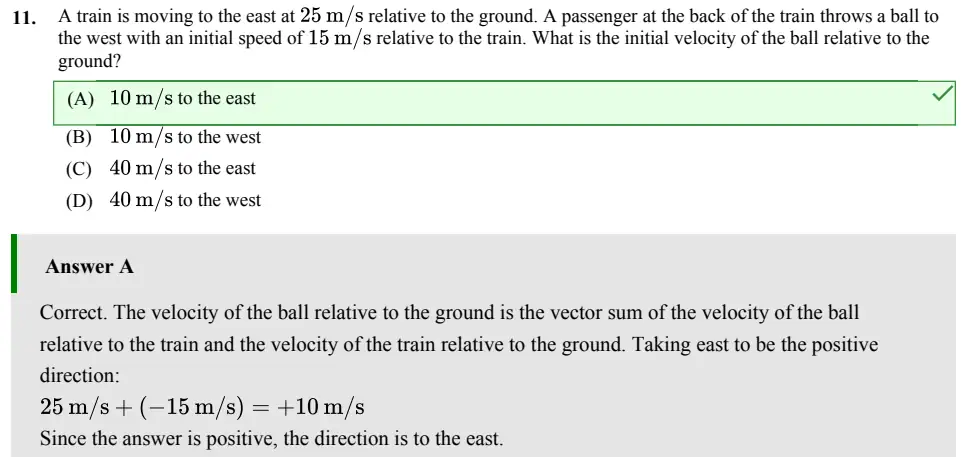 11. A train is moving to the east at 25 m/s relative to the ground. A passenger at the back of the train throws a ball to
the west with an initial speed of 15 m/s relative to the train. What is the initial velocity of the ball relative to the
ground?
(A) 10 m/s to the east
(B) 10 m/s to the west
(C) 40 m/s to the east
(D) 40 m/s to the west
Answer A
Correct. The velocity of the ball relative to the ground is the vector sum of the velocity of the ball
relative to the train and the velocity of the train relative to the ground. Taking east to be the positive
direction:
25 m/s + (−15 m/s) = +10 m/s
Since the answer is positive, the direction is to the east.